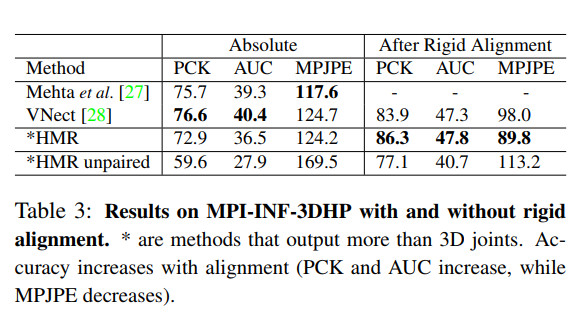 Absolute After Rigid Alignment
Method PCK AUC MPJPE PCK AUC MPJPE
Mehta et al. [27] 75.7 39.3 117.6 - - -
VNect [28] 76.6 40.4 124.7 83.9 47.3 98.0
*HMR 72.9 36.5 124.2 86.3 47.8 89.8
*HMR unpaired 59.6 27.9 169.5 77.1 40.7 113.2
Table 3: Results on MPI-INF-3DHP with and without rigid
alignment. * are methods that output more than 3D joints. Ac-
curacy increases with alignment (PCK and AUC increase, while
MPJPE decreases).